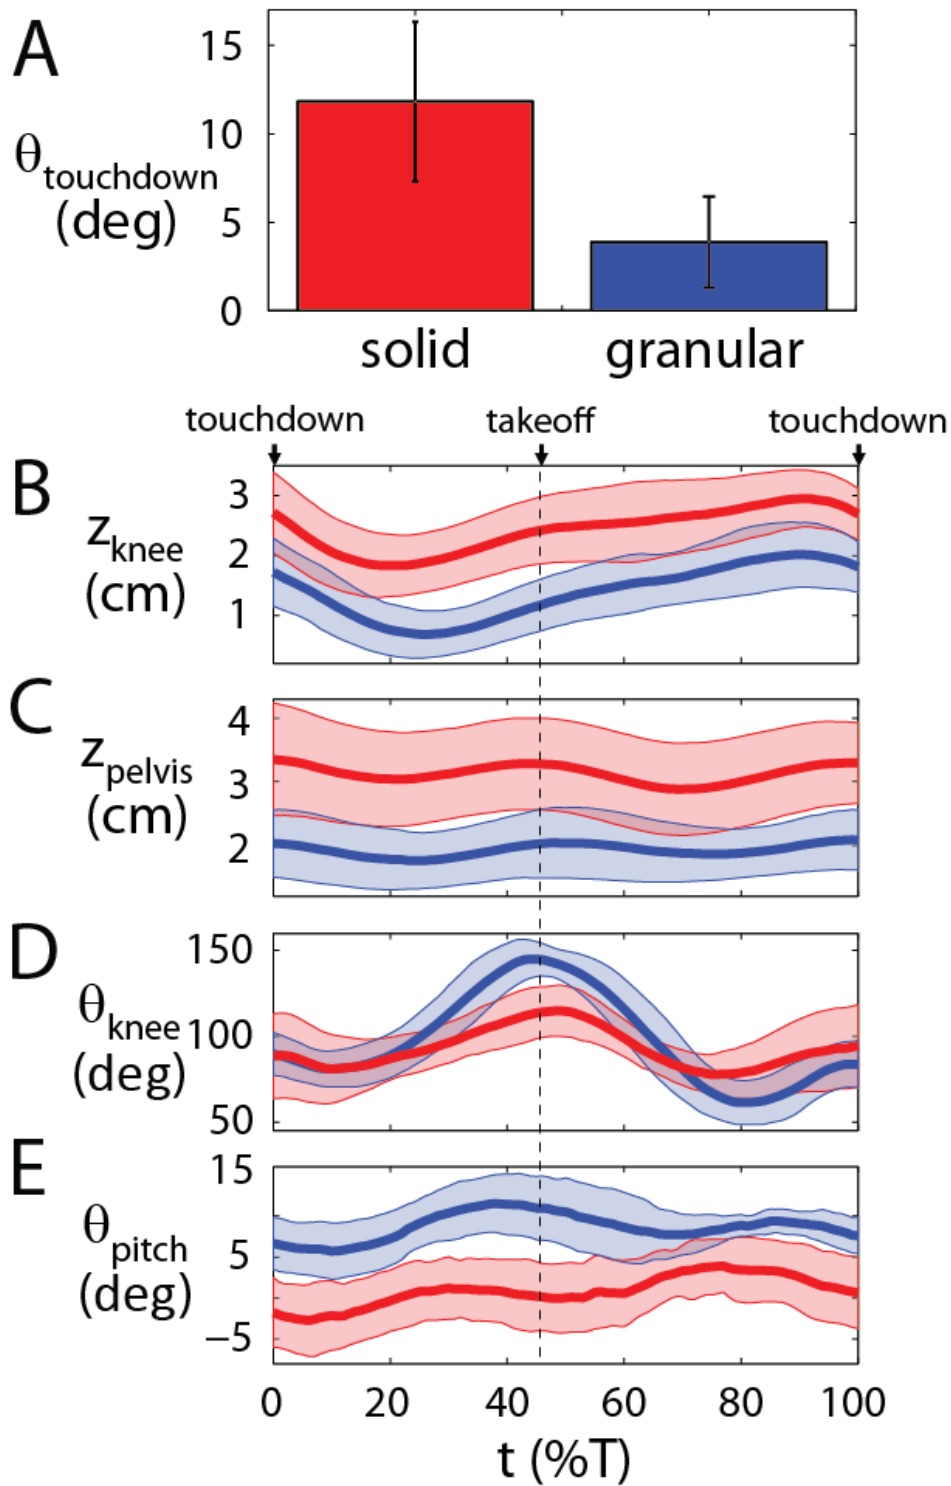 A
θtouchdown
(deg)
15
10
5
0
solid granular
touchdown takeoff touchdown
B
zknee
(cm)
3
2
1
C
zpelvis
(cm)
4
3
2
D
θknee
(deg)
150
100
50
E
θpitch
(deg)
15
5
−5
0 20 40 60 80 100
t (%T)